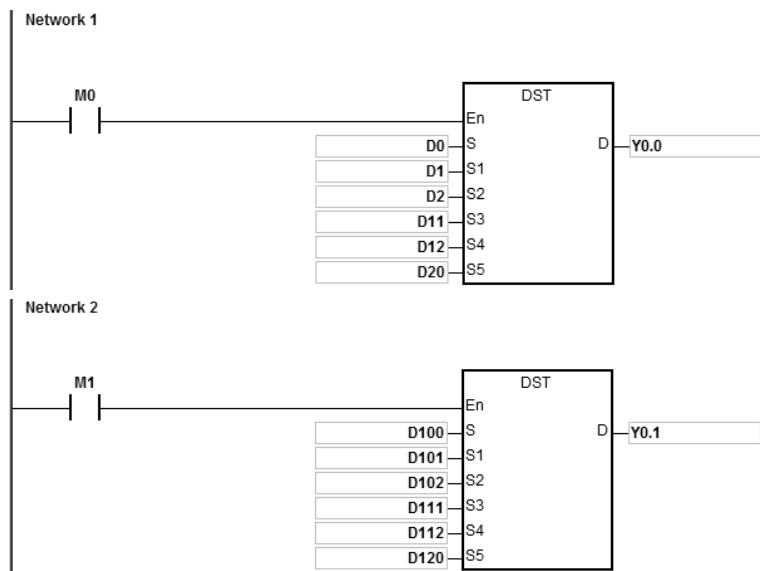 Network 1
M0
DST
En
D0 S D Y0.0
D1 S1
D2 S2
D11 S3
D12 S4
D20 S5
Network 2
M1
DST
En
D100 S D Y0.1
D101 S1
D102 S2
D111 S3
D112 S4
D120 S5